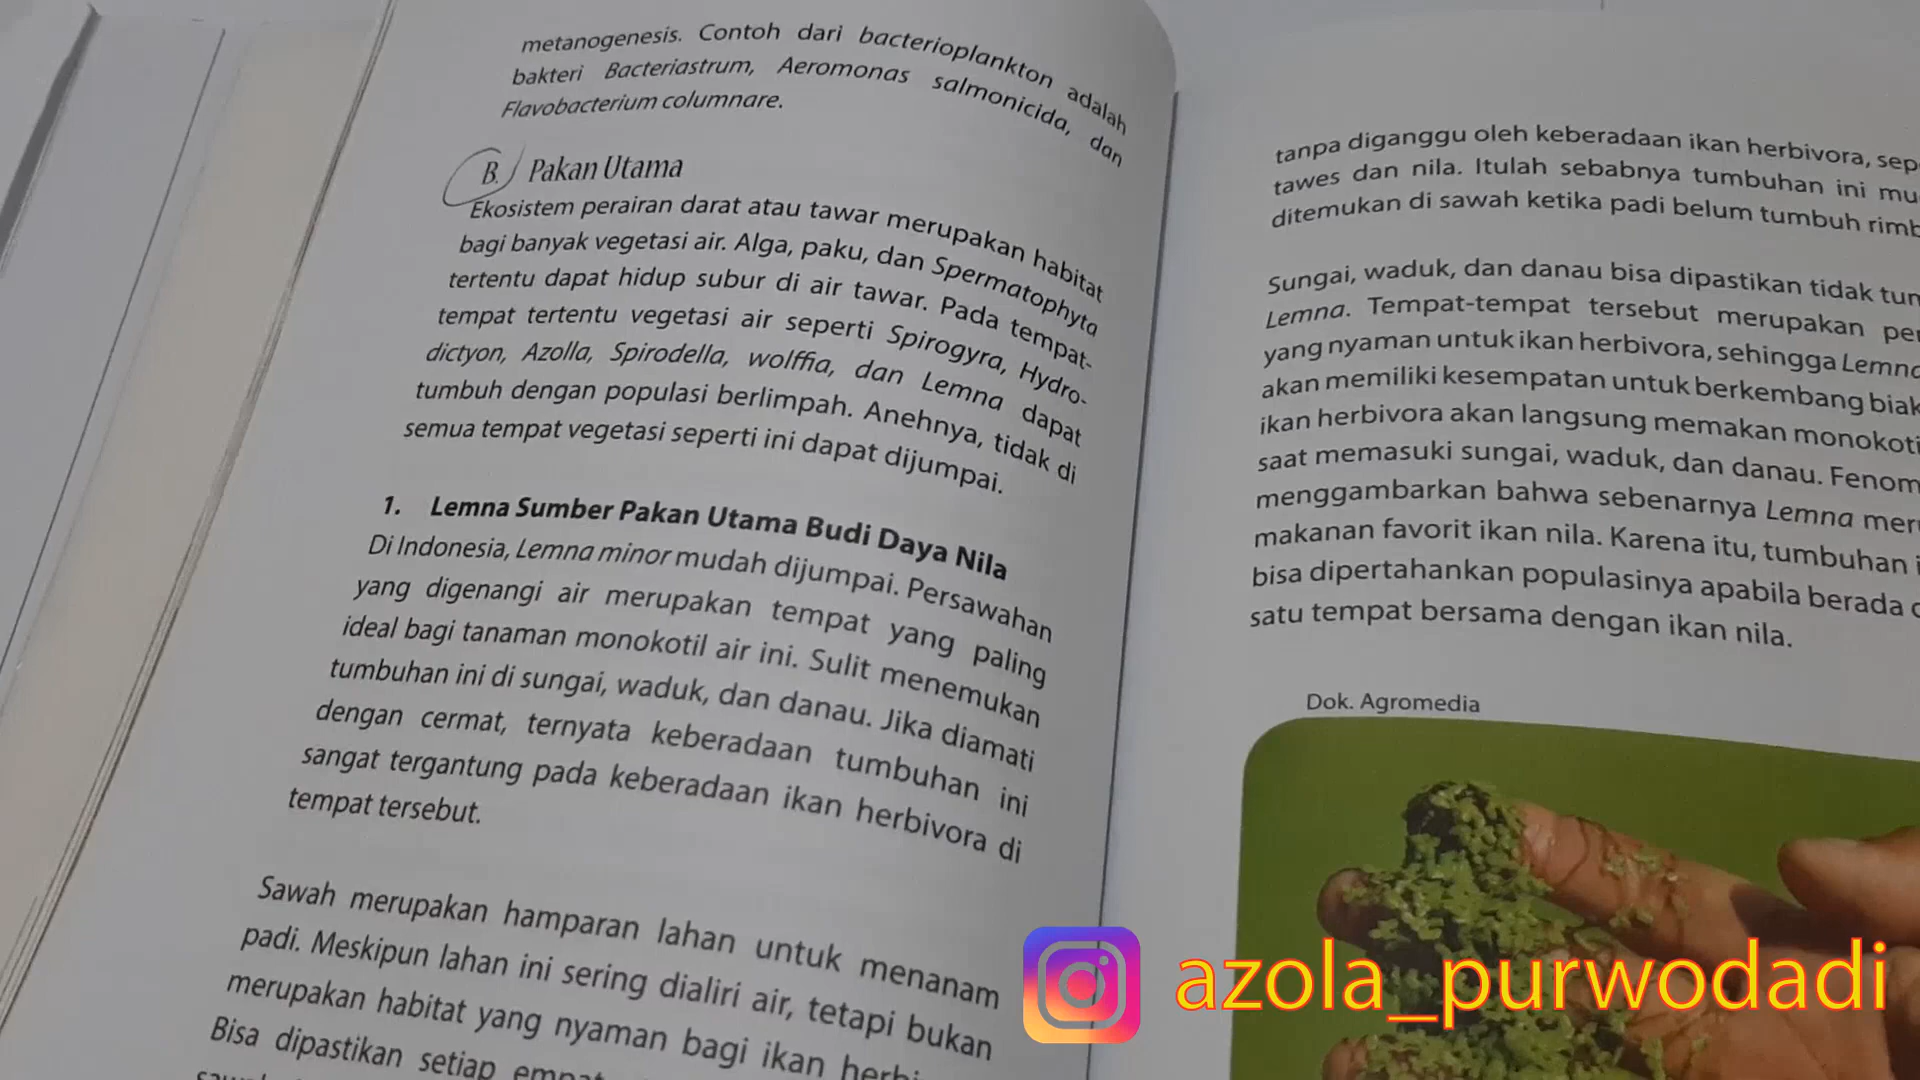 metanogenesis. Contoh dari bacterioplankton adalah
bakteri Bacteriastrum, Aeromonas salmonicida, dan
Flavobacterium columnare.
B. Pakan Utama
Ekosistem perairan darat atau tawar merupakan habitat
bagi banyak vegetasi air. Alga, paku, dan Spermatophyta
tertentu dapat hidup subur di air tawar. Pada tempat-
tempat tertentu vegetasi air seperti Spirogyra, Hydro-
dictyon, Azolla, Spirodella, wolffia, dan Lemna dapat
tumbuh dengan populasi berlimpah. Anehnya, tidak di
semua tempat vegetasi seperti ini dapat dijumpai.
1. Lemna Sumber Pakan Utama Budi Daya Nila
Di Indonesia, Lemna minor mudah dijumpai. Persawahan
yang digenangi air merupakan tempat yang paling
ideal bagi tanaman monokotil air ini. Sulit menemukan
tumbuhan ini di sungai, waduk, dan danau. Jika diamati
dengan cermat, ternyata keberadaan tumbuhan ini
sangat tergantung pada keberadaan ikan herbivora di
tempat tersebut.
Sawah merupakan hamparan lahan untuk menanam
padi. Meskipun lahan ini sering dialiri air, tetapi bukan
merupakan habitat yang nyaman bagi ikan
Bisa dipastikan setiap
tanpa diganggu oleh keberadaan ikan herbivora,
tawes dan nila. Itulah sebabnya tumbuhan ini
ditemukan di sawah ketika padi belum tumbuh
Sungai, waduk, dan danau bisa dipastikan tidak
Lemna. Tempat-tempat tersebut merupakan
yang nyaman untuk ikan herbivora, sehingga Lemna
akan memiliki kesempatan untuk berkembang
ikan herbivora akan langsung memakan
saat memasuki sungai, waduk, dan danau.
menggambarkan bahwa sebenarnya Lemna
makanan favorit ikan nila. Karena itu, tumbuhan
bisa dipertahankan populasinya apabila berada
satu tempat bersama dengan ikan nila.
Dok. Agromedia
azola_purwodadi